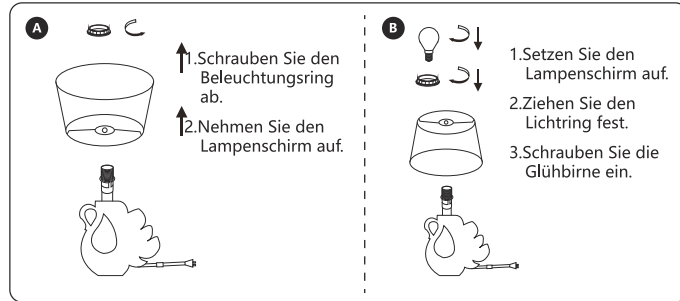 A
1.Schrauben Sie den
Beleuchtungsring
ab.
2.Nehmen Sie den
Lampenschirm auf.
B
1.Setzen Sie den
Lampenschirm auf.
2.Ziehen Sie den
Lichtring fest.
3.Schrauben Sie die
Glühbirne ein.